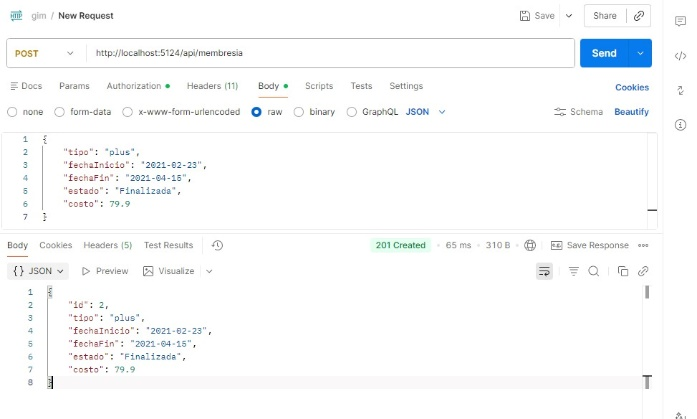 gim / New Request
Save
Share
POST
http://localhost:5124/api/membresia
Send
Docs Params Authorization Headers (11) Body Scripts Tests Settings Cookies
none form-data x-www-form-urlencoded raw binary GraphQL JSON Schema Beautify
1 {
2 "tipo": "plus",
3 "fechaInicio": "2021-02-23",
4 "fechaFin": "2021-04-15",
5 "estado": "Finalizada",
6 "costo": 79.9
7 }
Body Cookies Headers (5) Test Results 201 Created • 65 ms • 310 B Save Response
{} JSON Preview Visualize
1 {
2 "id": 2,
3 "tipo": "plus",
4 "fechaInicio": "2021-02-23",
5 "fechaFin": "2021-04-15",
6 "estado": "Finalizada",
7 "costo": 79.9
8 }